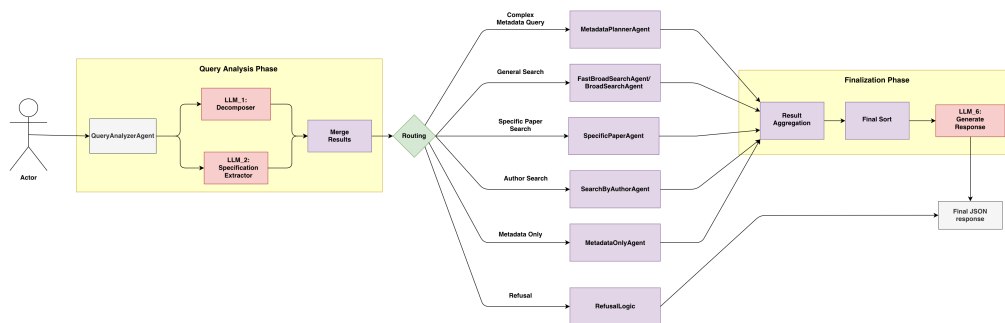 Query Analysis Phase
Actor
QueryAnalyzerAgent
LLM_1:
Decomposer
LLM_2:
Specification
Extractor
Merge
Results
Routing
Complex
Metadata Query
General Search
Specific Paper
Search
Author Search
Metadata Only
Refusal
MetadataPlannerAgent
FastBroadSearchAgent/
BroadSearchAgent
SpecificPaperAgent
SearchByAuthorAgent
MetadataOnlyAgent
RefusalLogic
Finalization Phase
Result
Aggregation
Final Sort
LLM_6:
Generate
Response
Final JSON
response